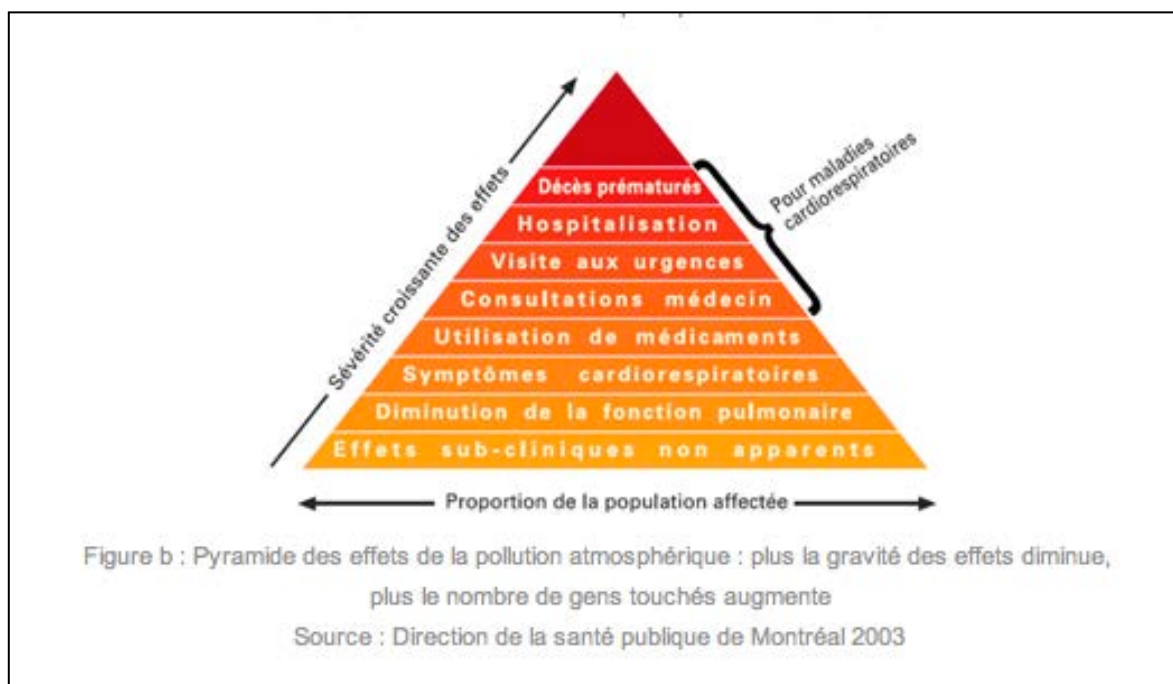 Sévérité croissante des effets
Pour maladies
cardiorespiratoires
Décès prématurés
Hospitalisation
Visite aux urgences
Consultations médecin
Utilisation de médicaments
Symptômes cardiorespiratoires
Diminution de la fonction pulmonaire
Effets sub-cliniques non apparents
Proportion de la population affectée
Figure b : Pyramide des effets de la pollution atmosphérique : plus la gravité des effets diminue,
plus le nombre de gens touchés augmente
Source : Direction de la santé publique de Montréal 2003